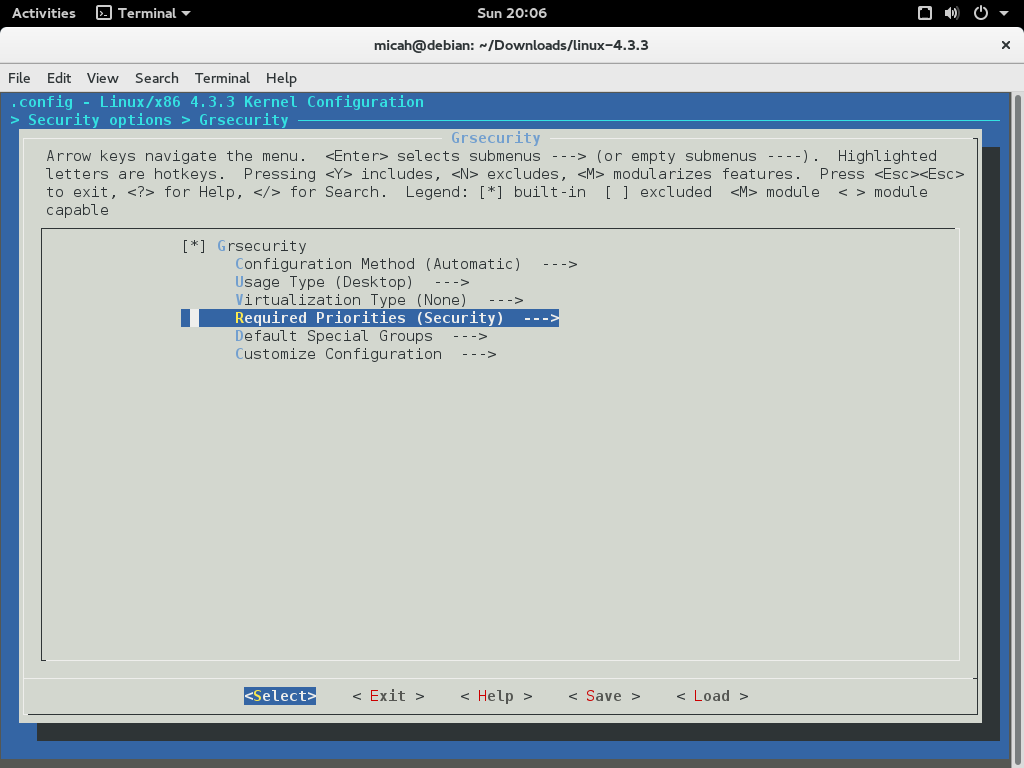 Activities Terminal Sun 20:06
micah@debian: ~/Downloads/linux-4.3.3 ×
File Edit View Search Terminal Help
.config - Linux/x86 4.3.3 Kernel Configuration
> Security options > Grsecurity
Grsecurity
Arrow keys navigate the menu.  <Enter> selects submenus ---> (or empty submenus ----).  Highlighted
letters are hotkeys.  Pressing <Y> includes, <N> excludes, <M> modularizes features.  Press <Esc><Esc>
to exit, <?> for Help, </> for Search.  Legend: [*] built-in  [ ] excluded  <M> module  < > module
capable
[*] Grsecurity
Configuration Method (Automatic)  --->
Usage Type (Desktop)  --->
Virtualization Type (None)  --->
Required Priorities (Security)  --->
Default Special Groups  --->
Customize Configuration  --->
<Select> < Exit > < Help > < Save > < Load >